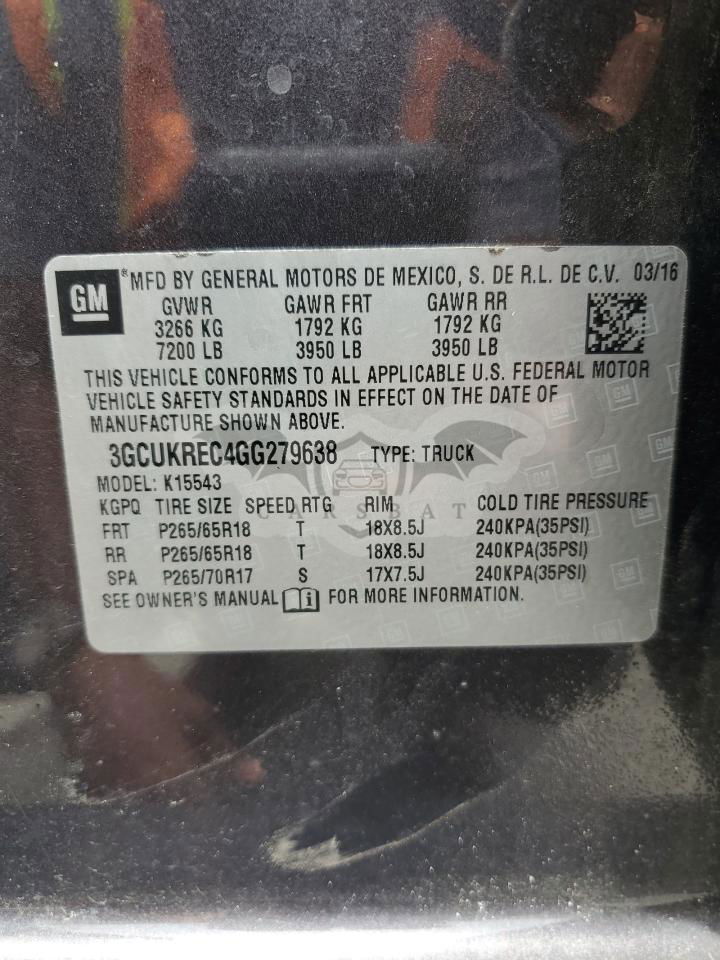 GM
®MFD BY GENERAL MOTORS DE MEXICO, S. DE R.L. DE C.V. 03/16
GVWR GAWR FRT GAWR RR
3266 KG 1792 KG 1792 KG
7200 LB 3950 LB 3950 LB
THIS VEHICLE CONFORMS TO ALL APPLICABLE U.S. FEDERAL MOTOR
VEHICLE SAFETY STANDARDS IN EFFECT ON THE DATE OF
MANUFACTURE SHOWN ABOVE.
3GCUKREC4GG279638 TYPE: TRUCK
MODEL: K15543
KGPQ TIRE SIZE SPEED RTG RIM COLD TIRE PRESSURE
CARSBAT
FRT P265/65R18 T 18X8.5J 240KPA(35PSI)
RR P265/65R18 T 18X8.5J 240KPA(35PSI)
SPA P265/70R17 S 17X7.5J 240KPA(35PSI)
SEE OWNER'S MANUAL FOR MORE INFORMATION.